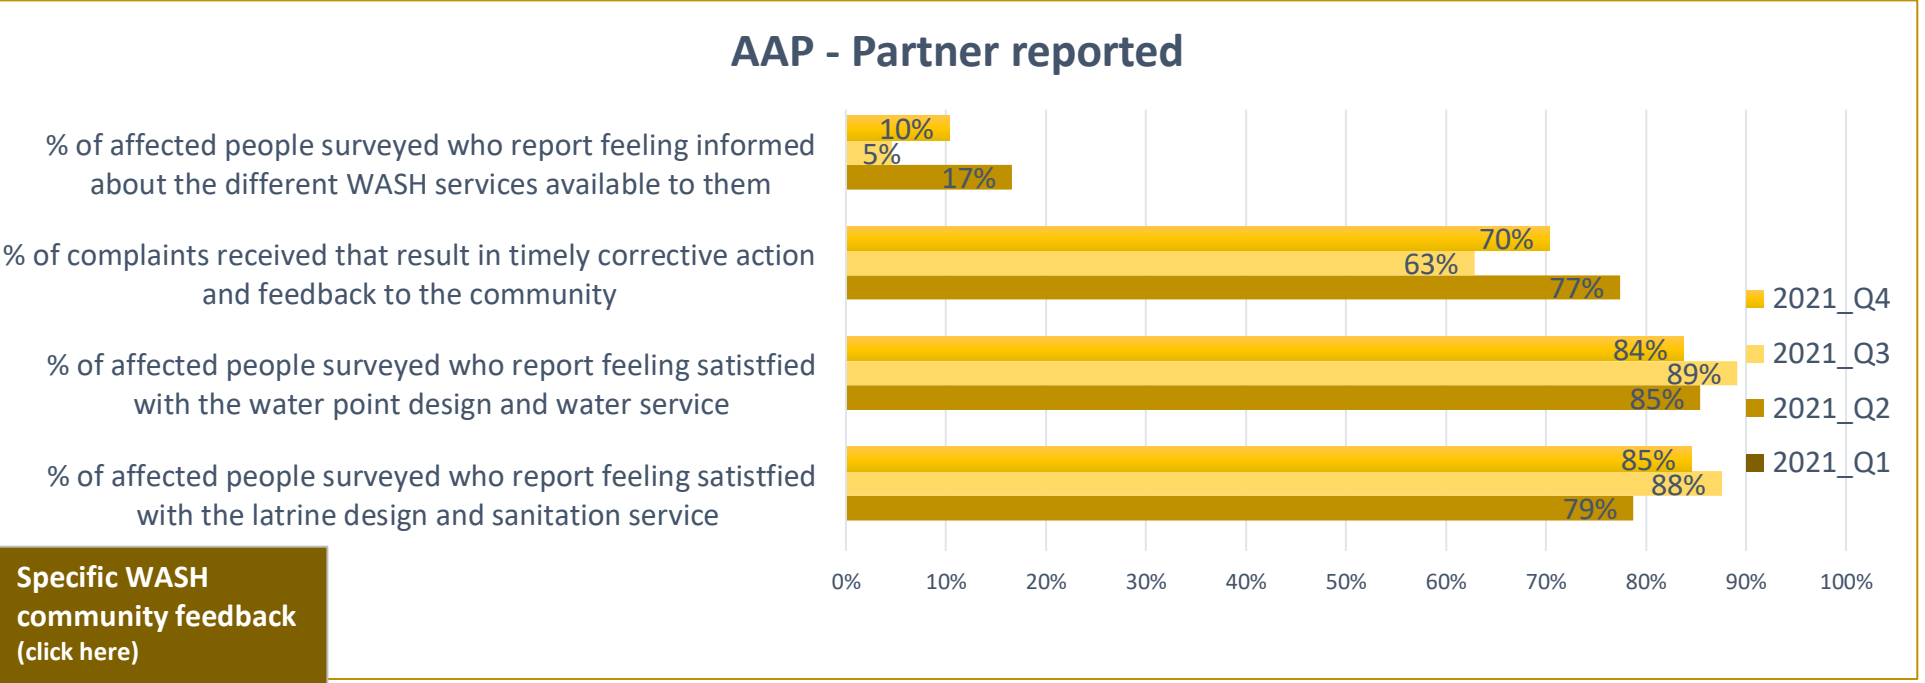 AAP - Partner reported
% of affected people surveyed who report feeling informed
about the different WASH services available to them
10%
5%
17%
% of complaints received that result in timely corrective action
and feedback to the community
70%
63%
77%
% of affected people surveyed who report feeling satistfied
with the water point design and water service
84%
89%
85%
% of affected people surveyed who report feeling satistfied
with the latrine design and sanitation service
85%
88%
79%
2021_Q4
2021_Q3
2021_Q2
2021_Q1
0% 10% 20% 30% 40% 50% 60% 70% 80% 90% 100%
Specific WASH
community feedback
(click here)